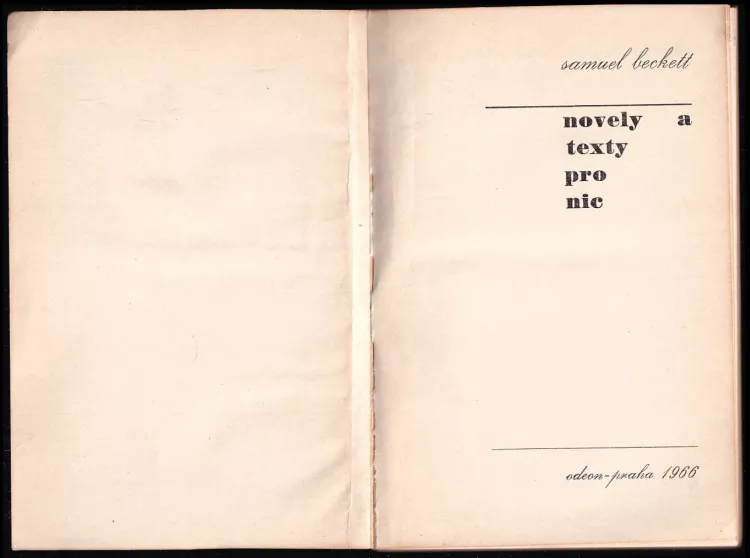 samuel beckett
novely a
texty
pro
nic
odeon-praha 1966